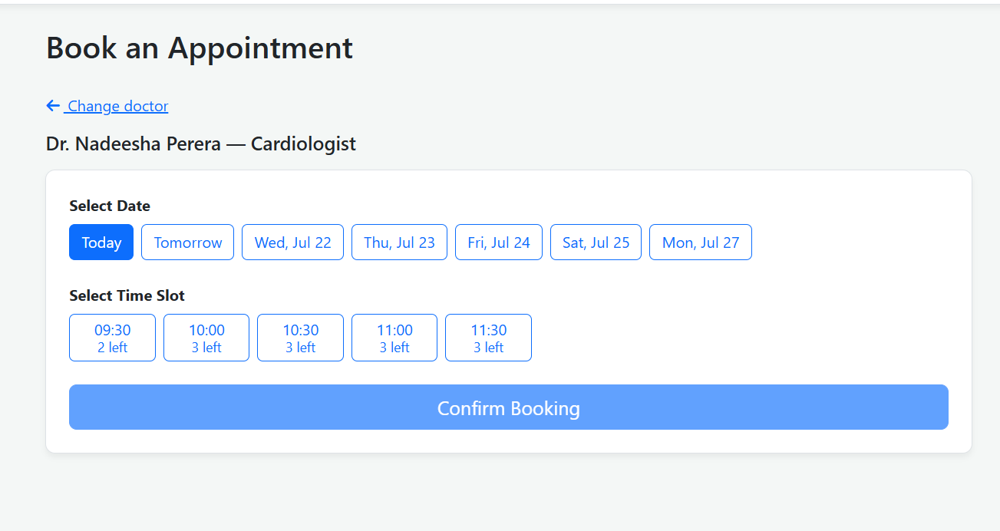 Book an Appointment
Change doctor
Dr. Nadeesha Perera — Cardiologist
Select Date
Today Tomorrow Wed, Jul 22 Thu, Jul 23 Fri, Jul 24 Sat, Jul 25 Mon, Jul 27
Select Time Slot
09:30 10:00 10:30 11:00 11:30
2 left 3 left 3 left 3 left 3 left
Confirm Booking